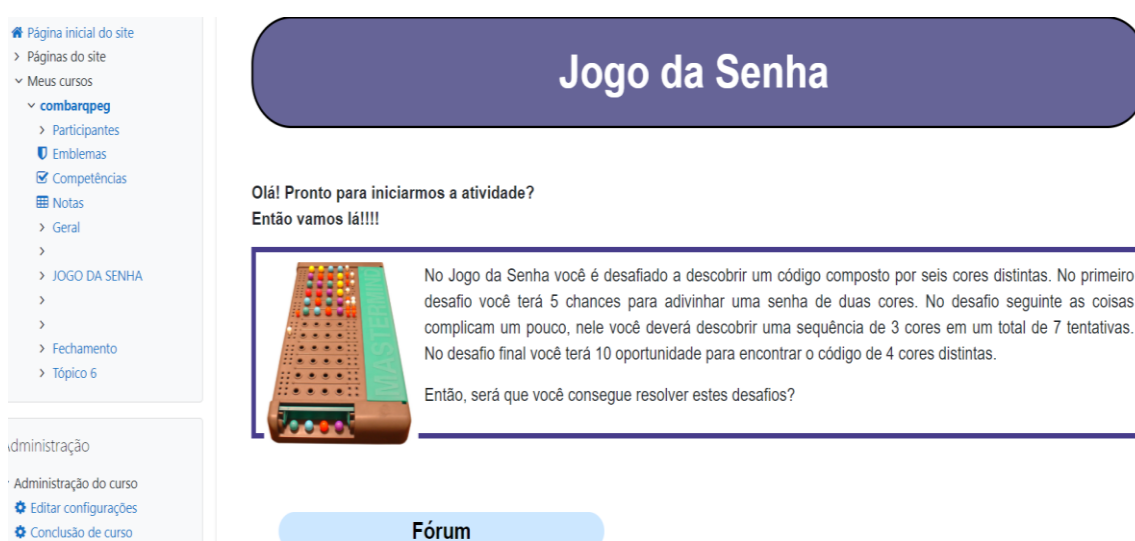 Página inicial do site
Páginas do site
Meus cursos
combarqpeg
Participantes
Emblemas
Competências
Notas
Geral
JOGO DA SENHA
Fechamento
Tópico 6
Administração
Administração do curso
Editar configurações
Conclusão de curso
Jogo da Senha
Olá! Pronto para iniciarmos a atividade?
Então vamos lá!!!!
MASTERMIND
No Jogo da Senha você é desafiado a descobrir um código composto por seis cores distintas. No primeiro
desafio você terá 5 chances para adivinhar uma senha de duas cores. No desafio seguinte as coisas
complicam um pouco, nele você deverá descobrir uma sequência de 3 cores em um total de 7 tentativas.
No desafio final você terá 10 oportunidade para encontrar o código de 4 cores distintas.
Então, será que você consegue resolver estes desafios?
Fórum